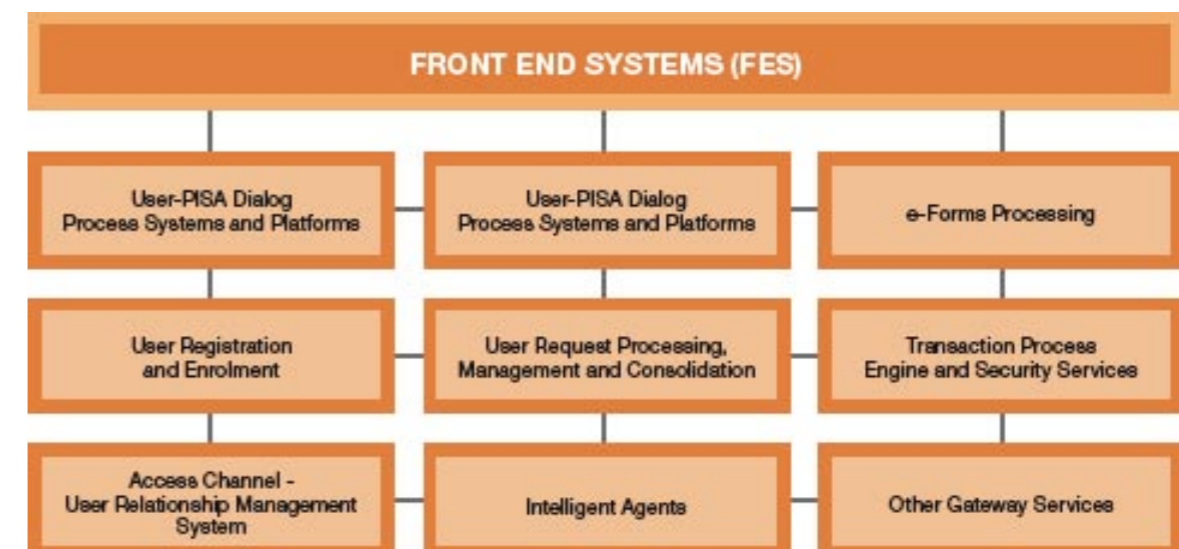 FRONT END SYSTEMS (FES)
User-PISA Dialog
Process Systems and Platforms
User-PISA Dialog
Process Systems and Platforms
e-Forms Processing
User Registration
and Enrolment
User Request Processing,
Management and Consolidation
Transaction Process
Engine and Security Services
Access Channel -
User Relationship Management
System
Intelligent Agents
Other Gateway Services